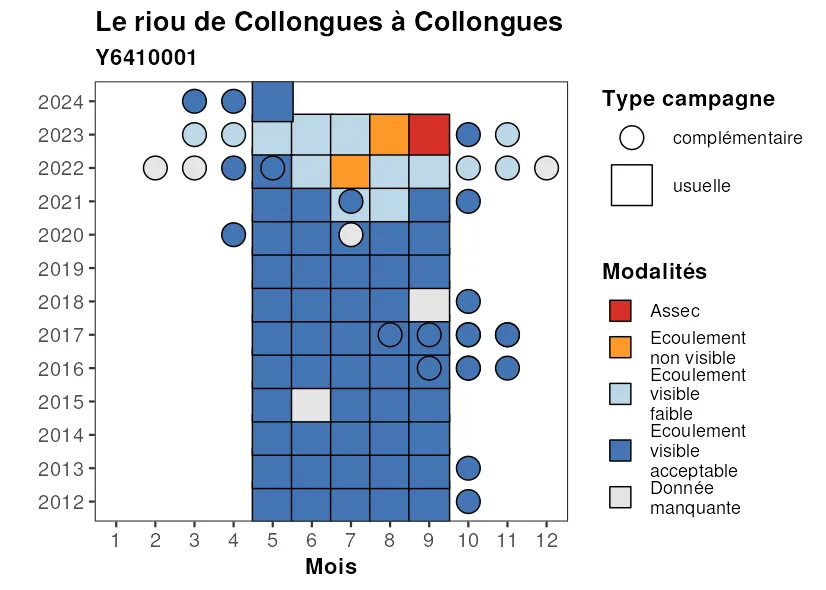 Le riou de Collongues à Collongues
Y6410001
2024
2023
2022
2021
2020
2019
2018
2017
2016
2015
2014
2013
2012
1 2 3 4 5 6 7 8 9 10 11 12
Mois
Type campagne
complémentaire
usuelle
Modalités
Assec
Ecoulement
non visible
Ecoulement
visible
faible
Ecoulement
visible
acceptable
Donnée
manquante